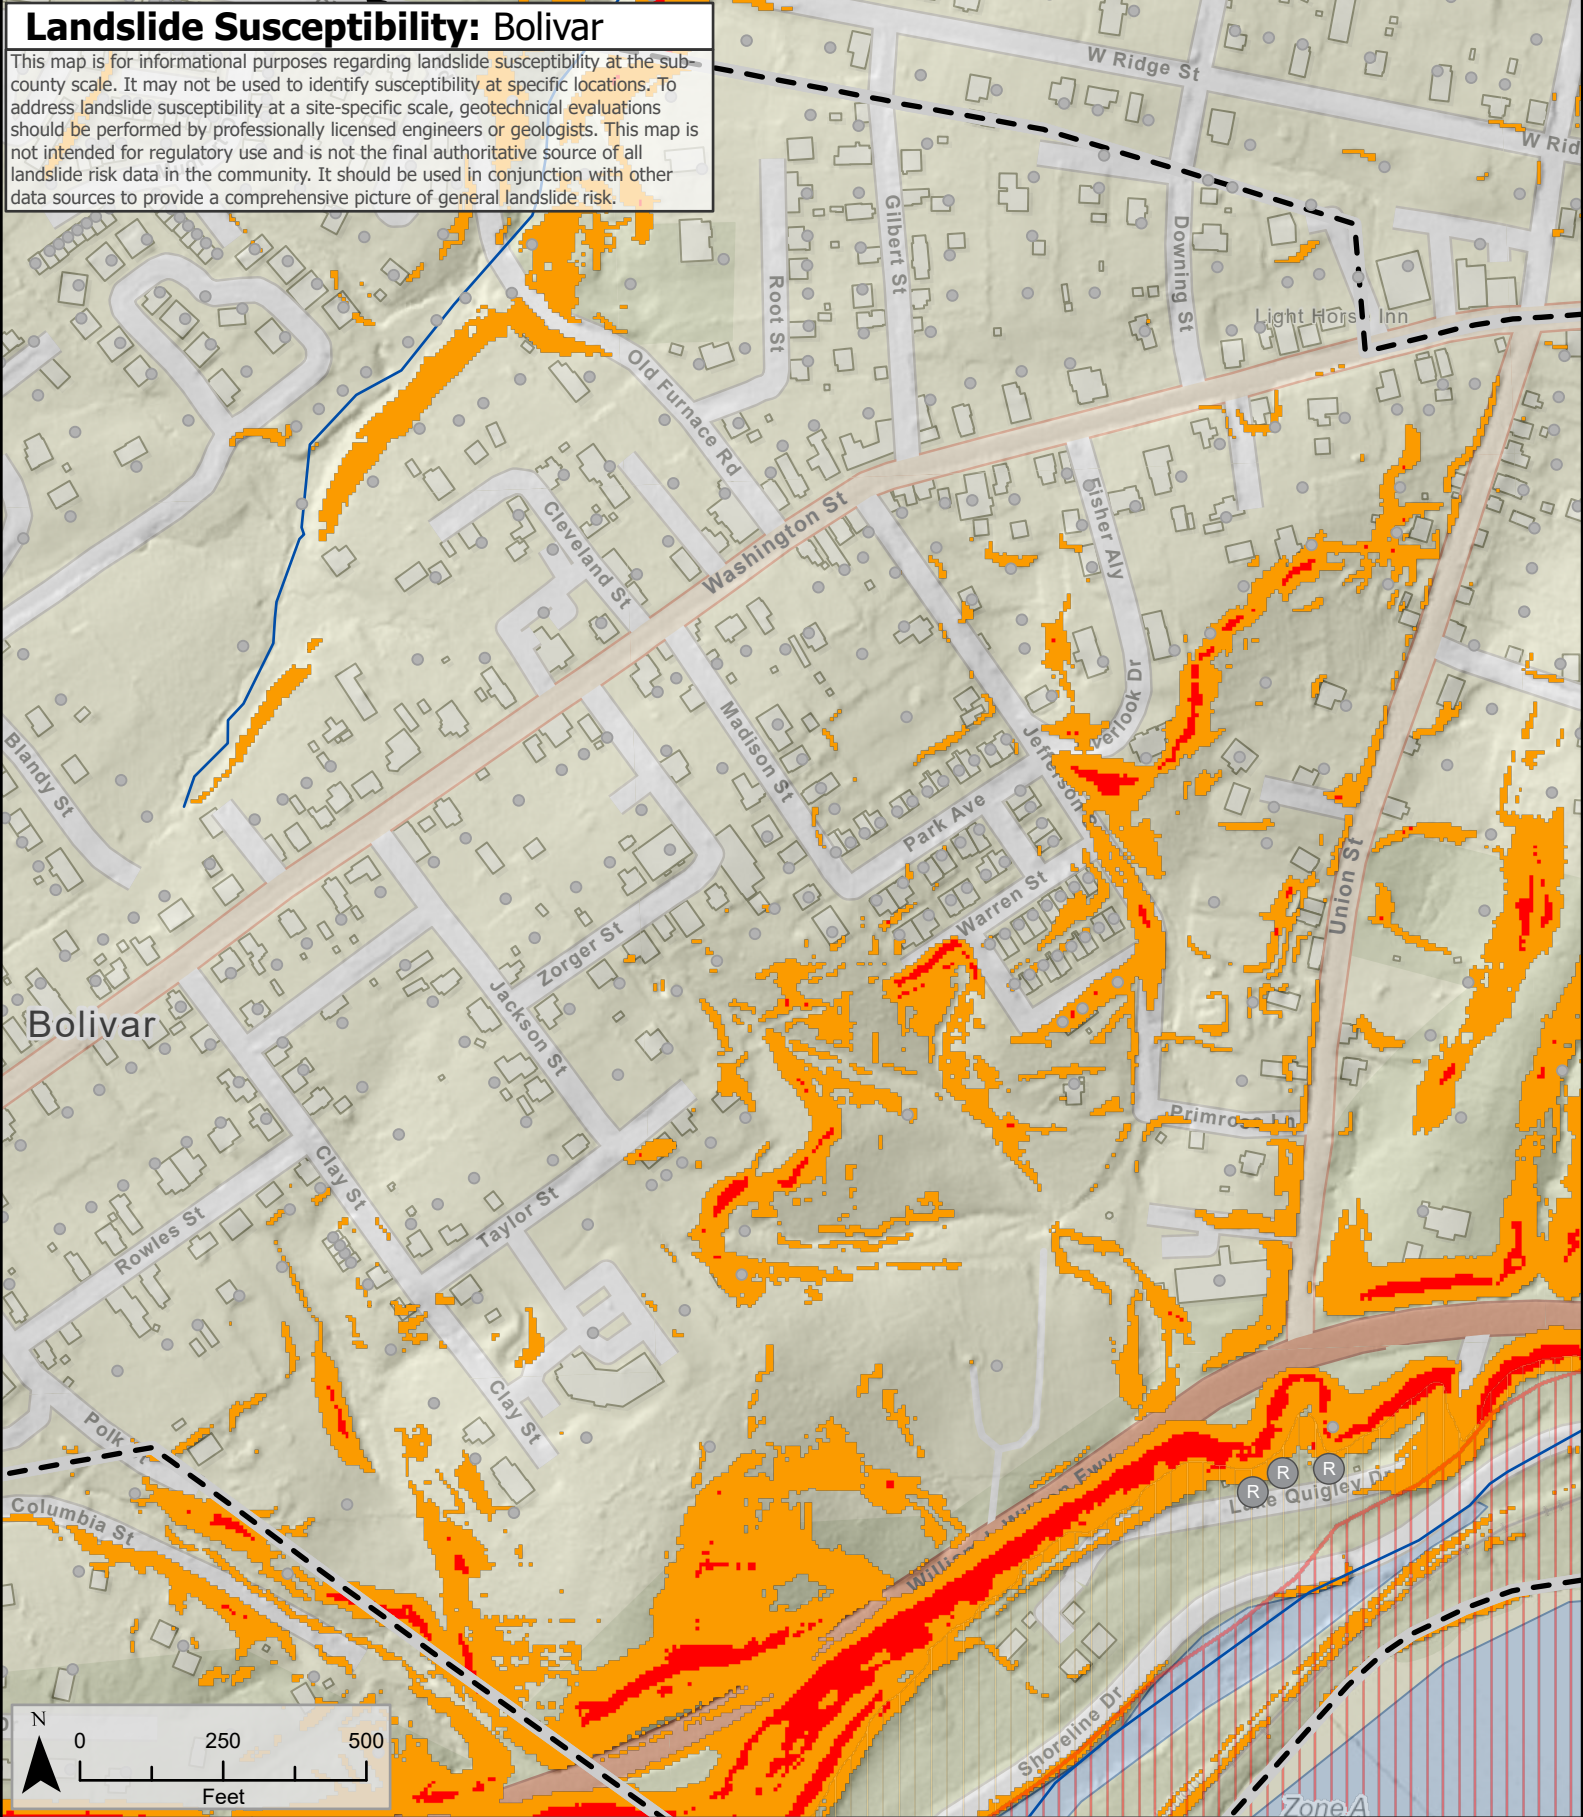 Landslide Susceptibility: Bolivar
This map is for informational purposes regarding landslide susceptibility at the sub-
county scale. It may not be used to identify susceptibility at specific locations. To
address landslide susceptibility at a site-specific scale, geotechnical evaluations
should be performed by professionally licensed engineers or geologists. This map is
not intended for regulatory use and is not the final authoritative source of all
landslide risk data in the community. It should be used in conjunction with other
data sources to provide a comprehensive picture of general landslide risk.
W Ridge St
W Rid
Gilbert St
Downing St
Root St
Light Hors Inn
Old Furnace Rd
Washington St
Fisher Aly
Cleveland St
verlook Dr
Madison St
Jefferson
Blandy St
Park Ave
Union St
Warren St
Zorger St
Jackson St
Bolivar
Primrose Ln
Clay St
Taylor St
Rowles St
Clay St
Polk
Columbia St
R
R
R
Quigley Dr
Fwy
Shoreline Dr
N
0 250 500
Feet
Zone A